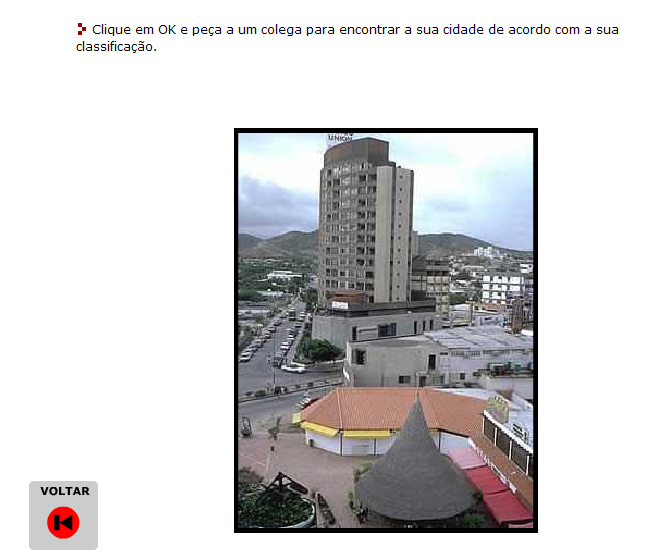 Clique em OK e peça a um colega para encontrar a sua cidade de acordo com a sua
classificação.
VOLTAR